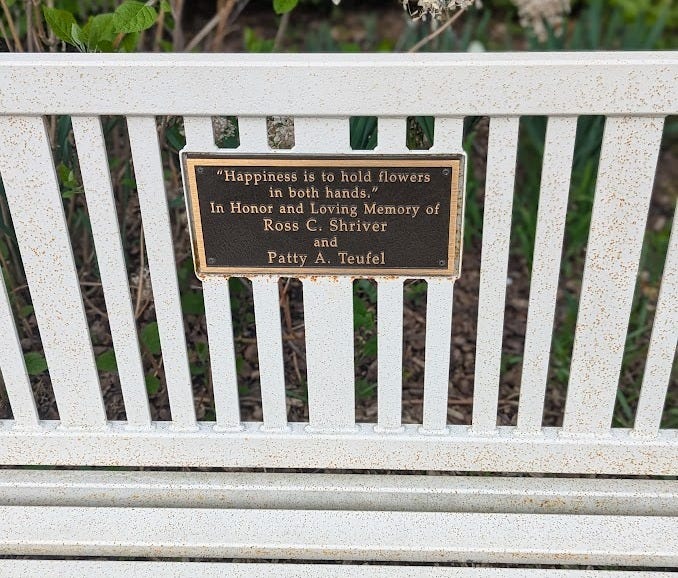 "Happiness is to hold flowers
in both hands."
In Honor and Loving Memory of
Ross C. Shriver
and
Patty A. Teufel